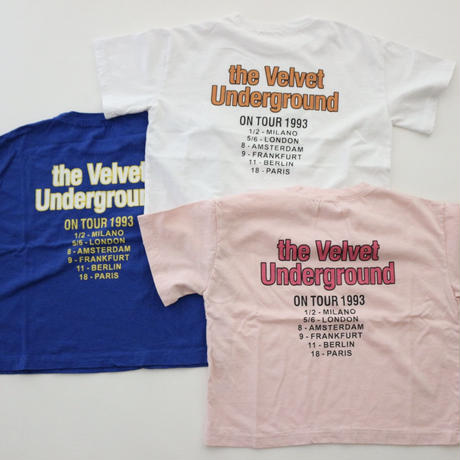 the Velvet
Underground
ON TOUR 1993
1/2 - MILANO
5/6 - LONDON
8 - AMSTERDAM
9 - FRANKFURT
11 - BERLIN
18 - PARIS
the Velvet
Underground
ON TOUR 1993
1/2 - MILANO
5/6 - LONDON
8 - AMSTERDAM
9 - FRANKFURT
11 - BERLIN
18 - PARIS
the Velvet
Underground
ON TOUR 1993
1/2 - MILANO
5/6 - LONDON
8 - AMSTERDAM
9 - FRANKFURT
11 - BERLIN
18 - PARIS